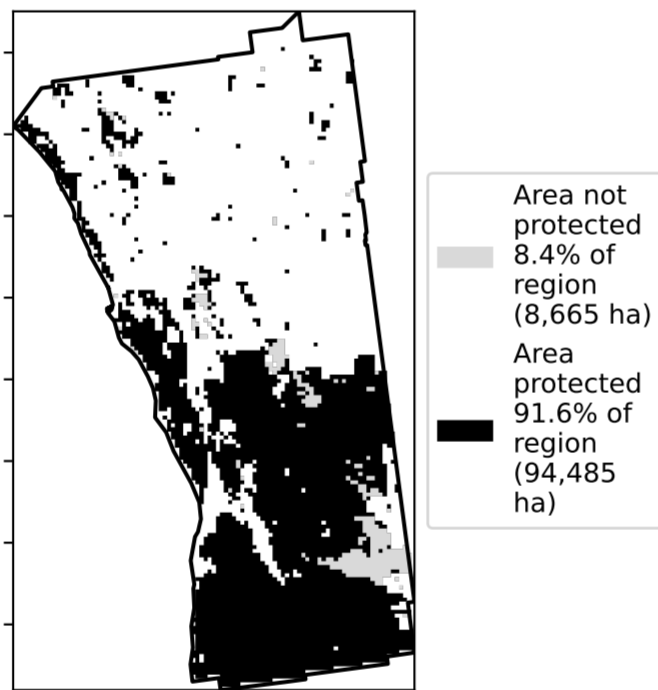 Area not
protected
8.4% of
region
(8,665 ha)
Area
protected
91.6% of
region
(94,485
ha)